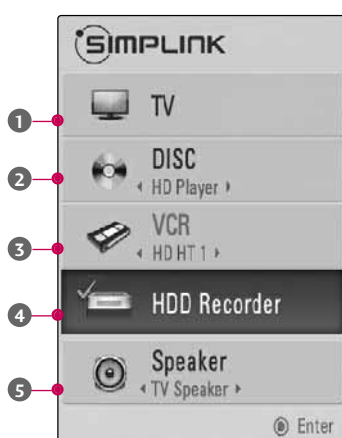 SIMPLINK
1 TV
2 DISC
◀ HD Player ▶
3 VCR
◀ HD HT 1 ▶
4 HDD Recorder
5 Speaker
◀ TV Speaker ▶
Enter